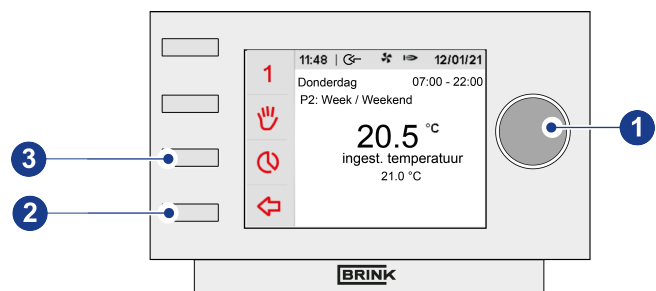 11:48 | 12/01/21
1
Donderdag 07:00 - 22:00
P2: Week / Weekend
20.5 °C
ingest. temperatuur
21.0 °C
1
3
2
BRINK